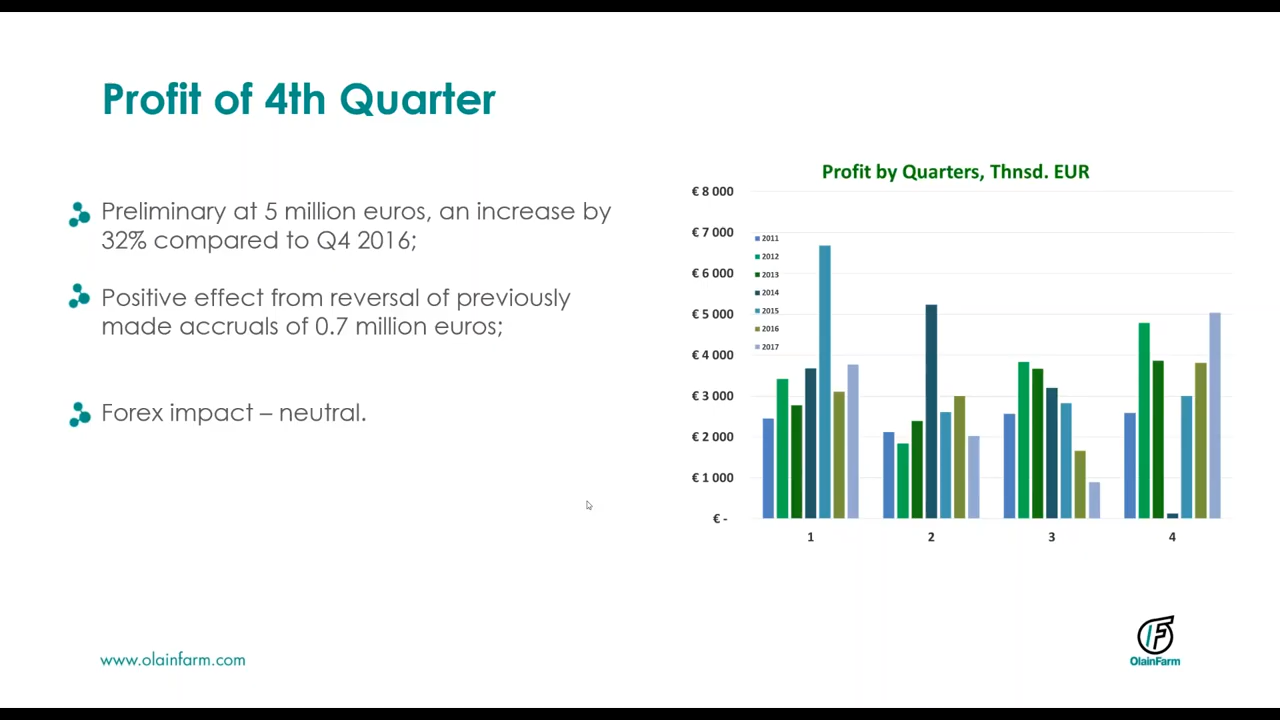 Profit of 4th Quarter
Preliminary at 5 million euros, an increase by
32% compared to Q4 2016;
Positive effect from reversal of previously
made accruals of 0.7 million euros;
Forex impact – neutral.
Profit by Quarters, Thnsd. EUR
€ 8 000
€ 7 000
€ 6 000
€ 5 000
€ 4 000
€ 3 000
€ 2 000
€ 1 000
€ -
2011
2012
2013
2014
2015
2016
2017
1 2 3 4
www.olainfarm.com
OlainFarm